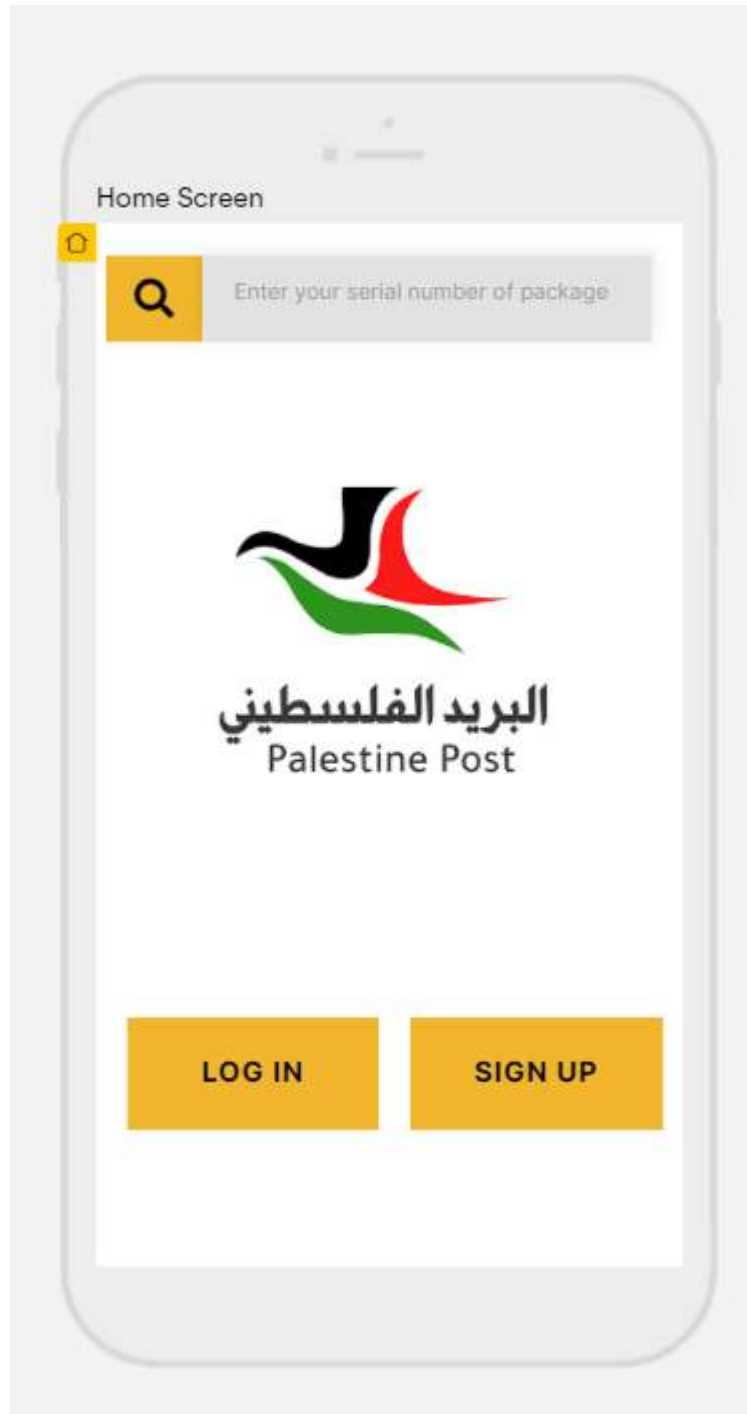 Home Screen
Enter your serial number of package
البريد الفلسطيني
Palestine Post
LOG IN
SIGN UP